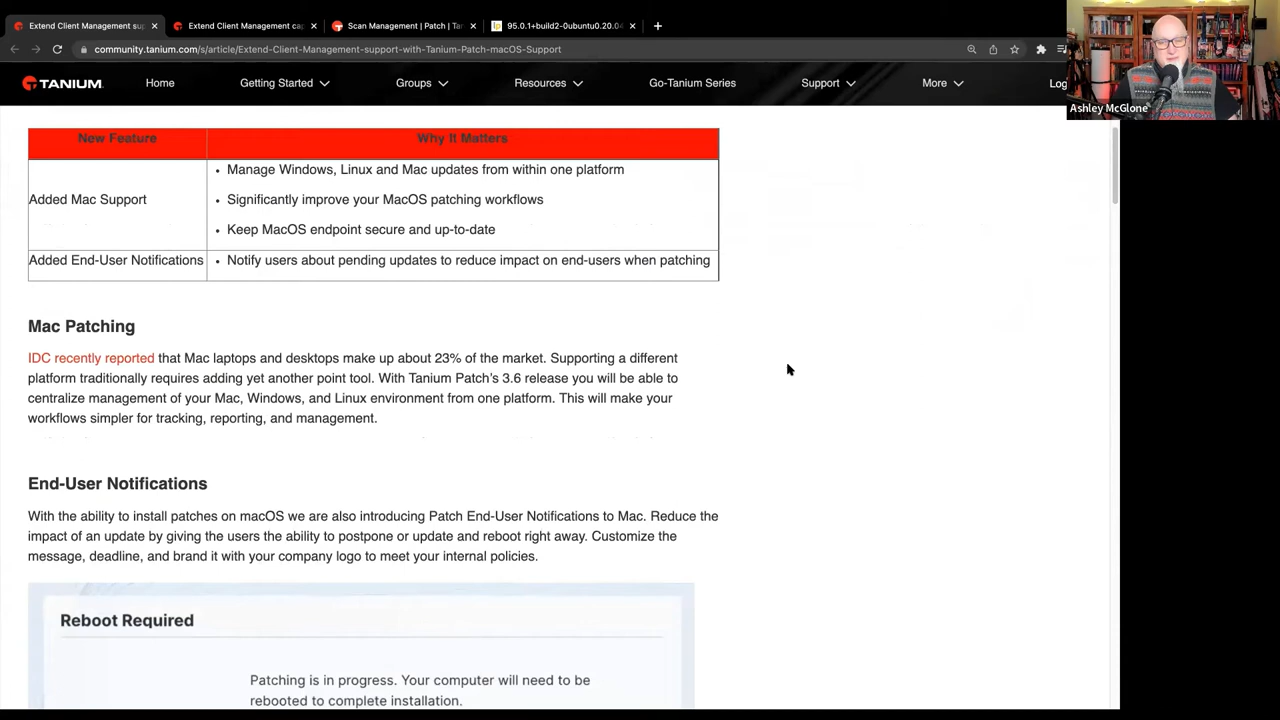 Extend Client Management sup
Extend Client Management cap
Scan Management | Patch | Ta
95.0.1+build2-0ubuntu0.20.04
community.tanium.com/s/article/Extend-Client-Management-support-with-Tanium-Patch-macOS-Support
TANIUM
Home
Getting Started
Groups
Resources
Go-Tanium Series
Support
More
Log
Ashley McGlone
New Feature
Why It Matters
Added Mac Support
• Manage Windows, Linux and Mac updates from within one platform
• Significantly improve your MacOS patching workflows
• Keep MacOS endpoint secure and up-to-date
Added End-User Notifications
• Notify users about pending updates to reduce impact on end-users when patching
Mac Patching
IDC recently reported that Mac laptops and desktops make up about 23% of the market. Supporting a different
platform traditionally requires adding yet another point tool. With Tanium Patch's 3.6 release you will be able to
centralize management of your Mac, Windows, and Linux environment from one platform. This will make your
workflows simpler for tracking, reporting, and management.
End-User Notifications
With the ability to install patches on macOS we are also introducing Patch End-User Notifications to Mac. Reduce the
impact of an update by giving the users the ability to postpone or update and reboot right away. Customize the
message, deadline, and brand it with your company logo to meet your internal policies.
Reboot Required
Patching is in progress. Your computer will need to be
rebooted to complete installation.